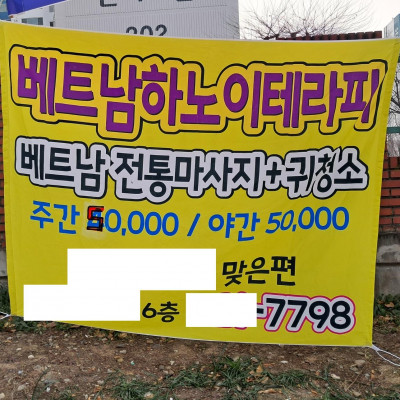 202
베트남하노이테라피
베트남 전통마사지+귀청소
주간 50,000 / 야간 50,000
맞은편
6층 -7798